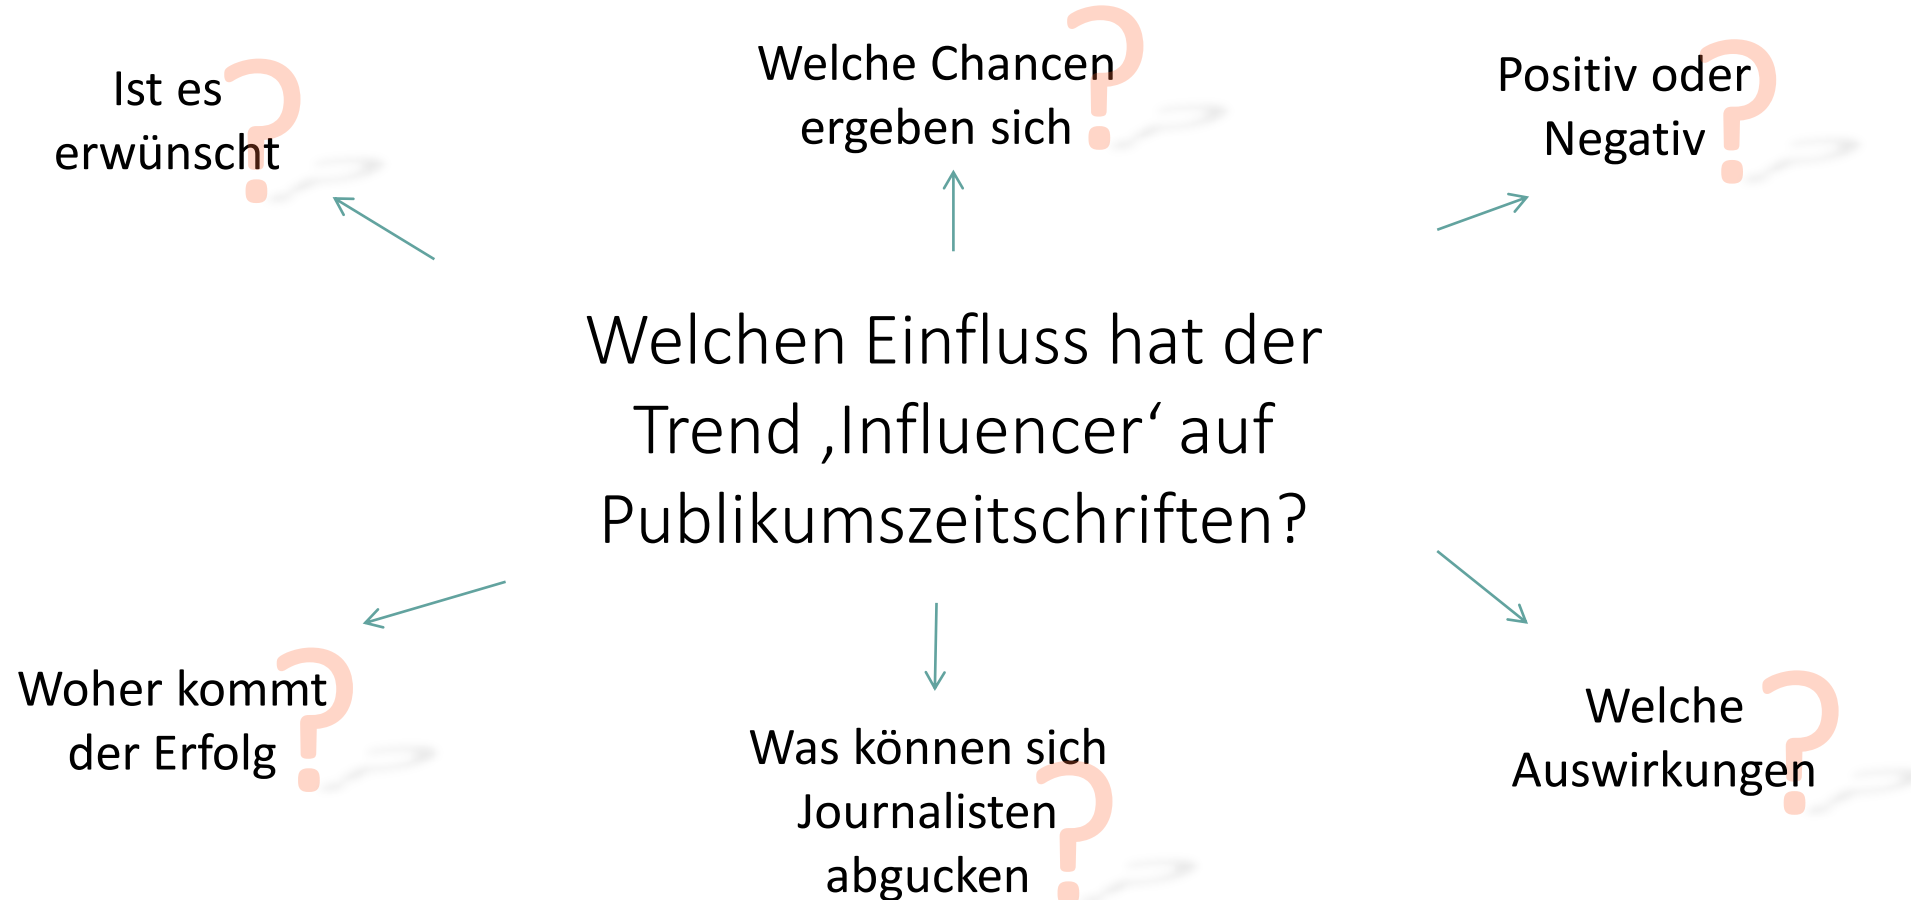 Ist es
erwünscht?
Welche Chancen
ergeben sich?
Positiv oder
Negativ?
Welchen Einfluss hat der
Trend ‚Influencer‘ auf
Publikumszeitschriften?
Woher kommt
der Erfolg?
Was können sich
Journalisten
abgucken?
Welche
Auswirkungen?